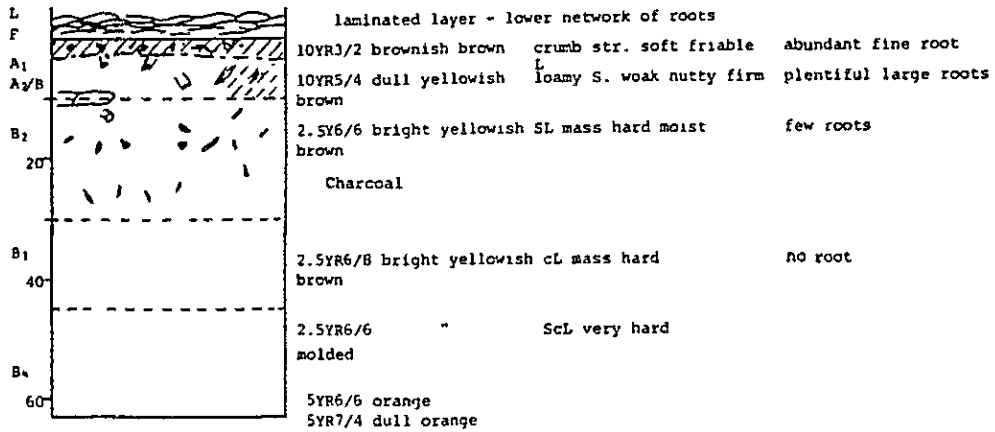 L
laminated layer - lower network of roots
F
10YR3/2 brownish brown crumb str. soft friable abundant fine root
A1
L
A2/B
10YR5/4 dull yellowish loamy S. woak nutty firm plentiful large roots
brown
B2
2.5Y6/6 bright yellowish SL mass hard moist few roots
brown
20
Charcoal
B1
2.5YR6/8 bright yellowish cL mass hard no root
brown
40
2.5YR6/6 " ScL very hard
molded
B4
60
5YR6/6 orange
5YR7/4 dull orange